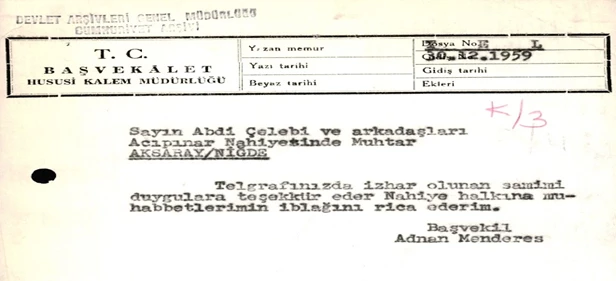 DEVLET ARŞİVLERİ GENEL MÜDÜRLÜĞÜ
CUMHURİYET ARŞİVİ
T. C.
BAŞVEKÂLET
HUSUSİ KALEM MÜDÜRLÜĞÜ
Yazan memur
Yazı tarihi
Beyaz tarihi
Dosya No. E L
30.12.1959
Gidiş tarihi
Ekleri
K/3
Sayın Abdi Çelebi ve arkadaşları
Acıpınar Nahiyesinde Muhtar
AKSARAY/NİĞDE
Telgrafınızda izhar olunan samimi
duygulara teşekkür eder Nahiye halkına mu-
habbetlerimin iblağını rica ederim.
Başvekil
Adnan Menderes